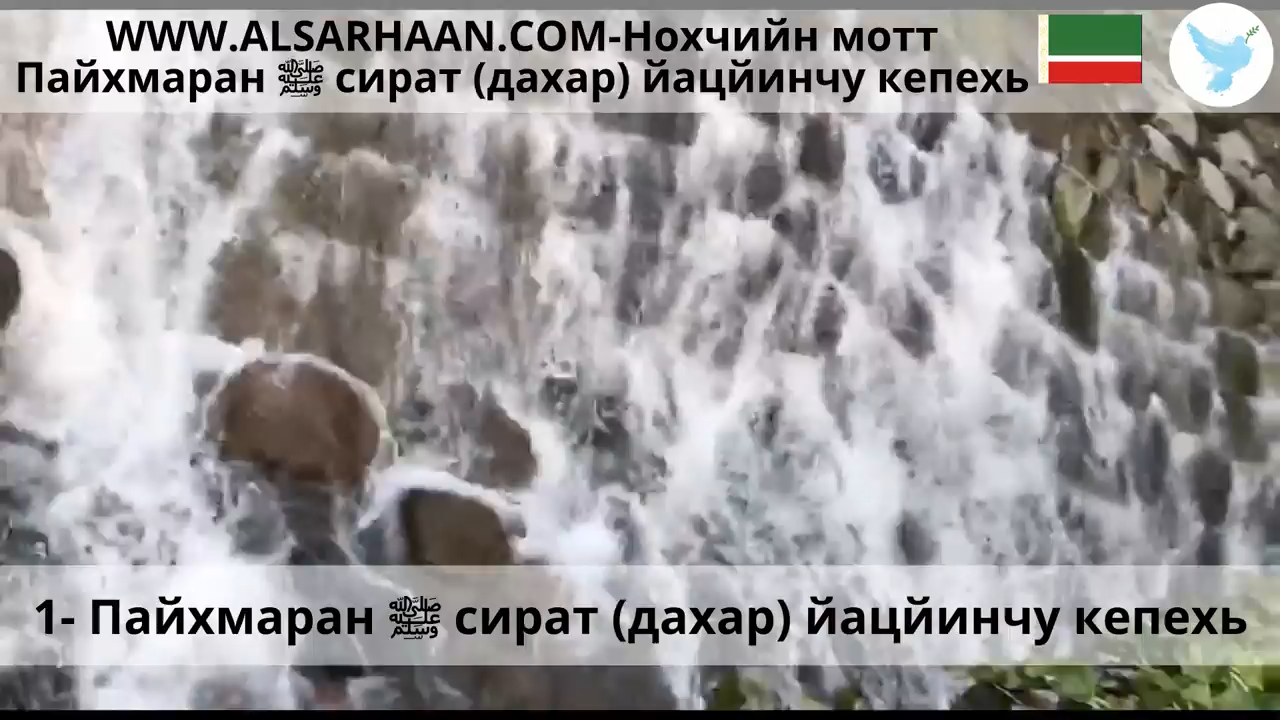 WWW.ALSARHAAN.COM-Нохчийн мотт
Пайхмаран ﷺ сират (дахар) йацйинчу кепехь
1- Пайхмаран ﷺ сират (дахар) йацйинчу кепехь